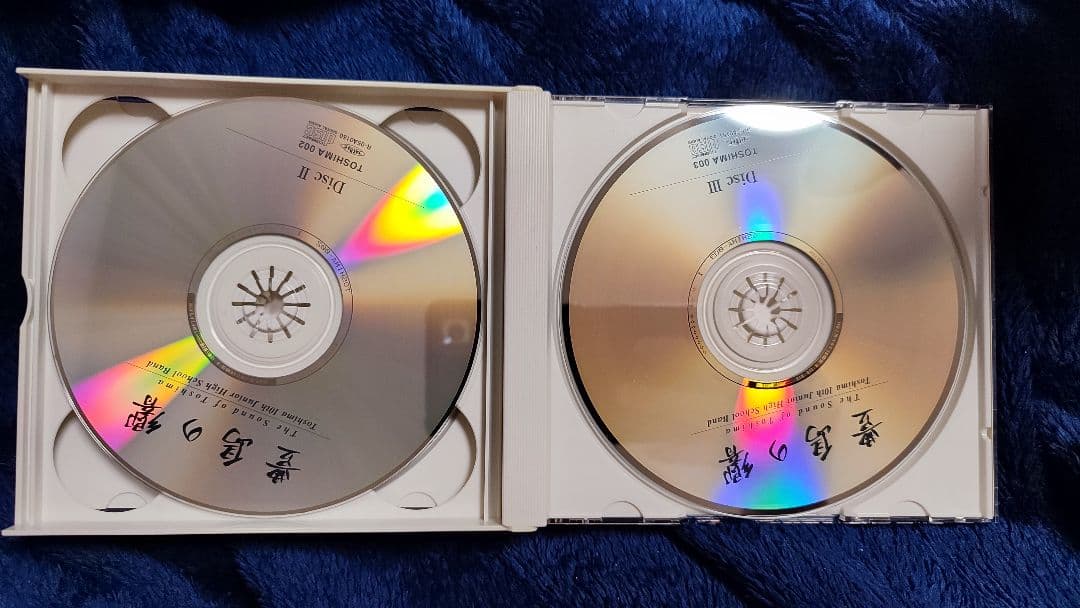 豊島の響
The Sound of Toshima
Toshima 10th Junior High School Band
Disc II
TOSHIMA 002
R-05A0150
豊島の響
The Sound of Toshima
Toshima 10th Junior High School Band
Disc III
TOSHIMA 003